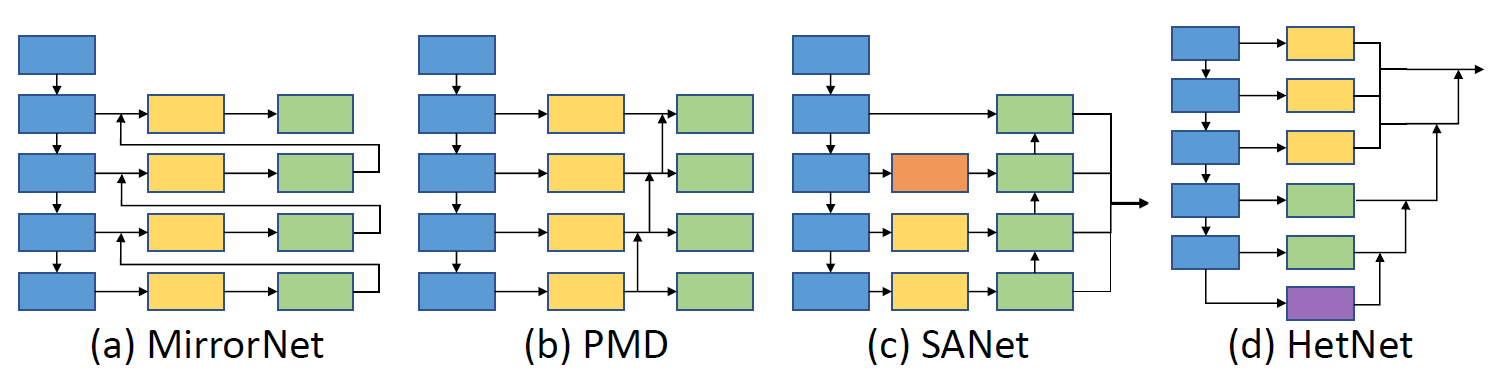 (a) MirrorNet
(b) PMD
(c) SANet
(d) HetNet